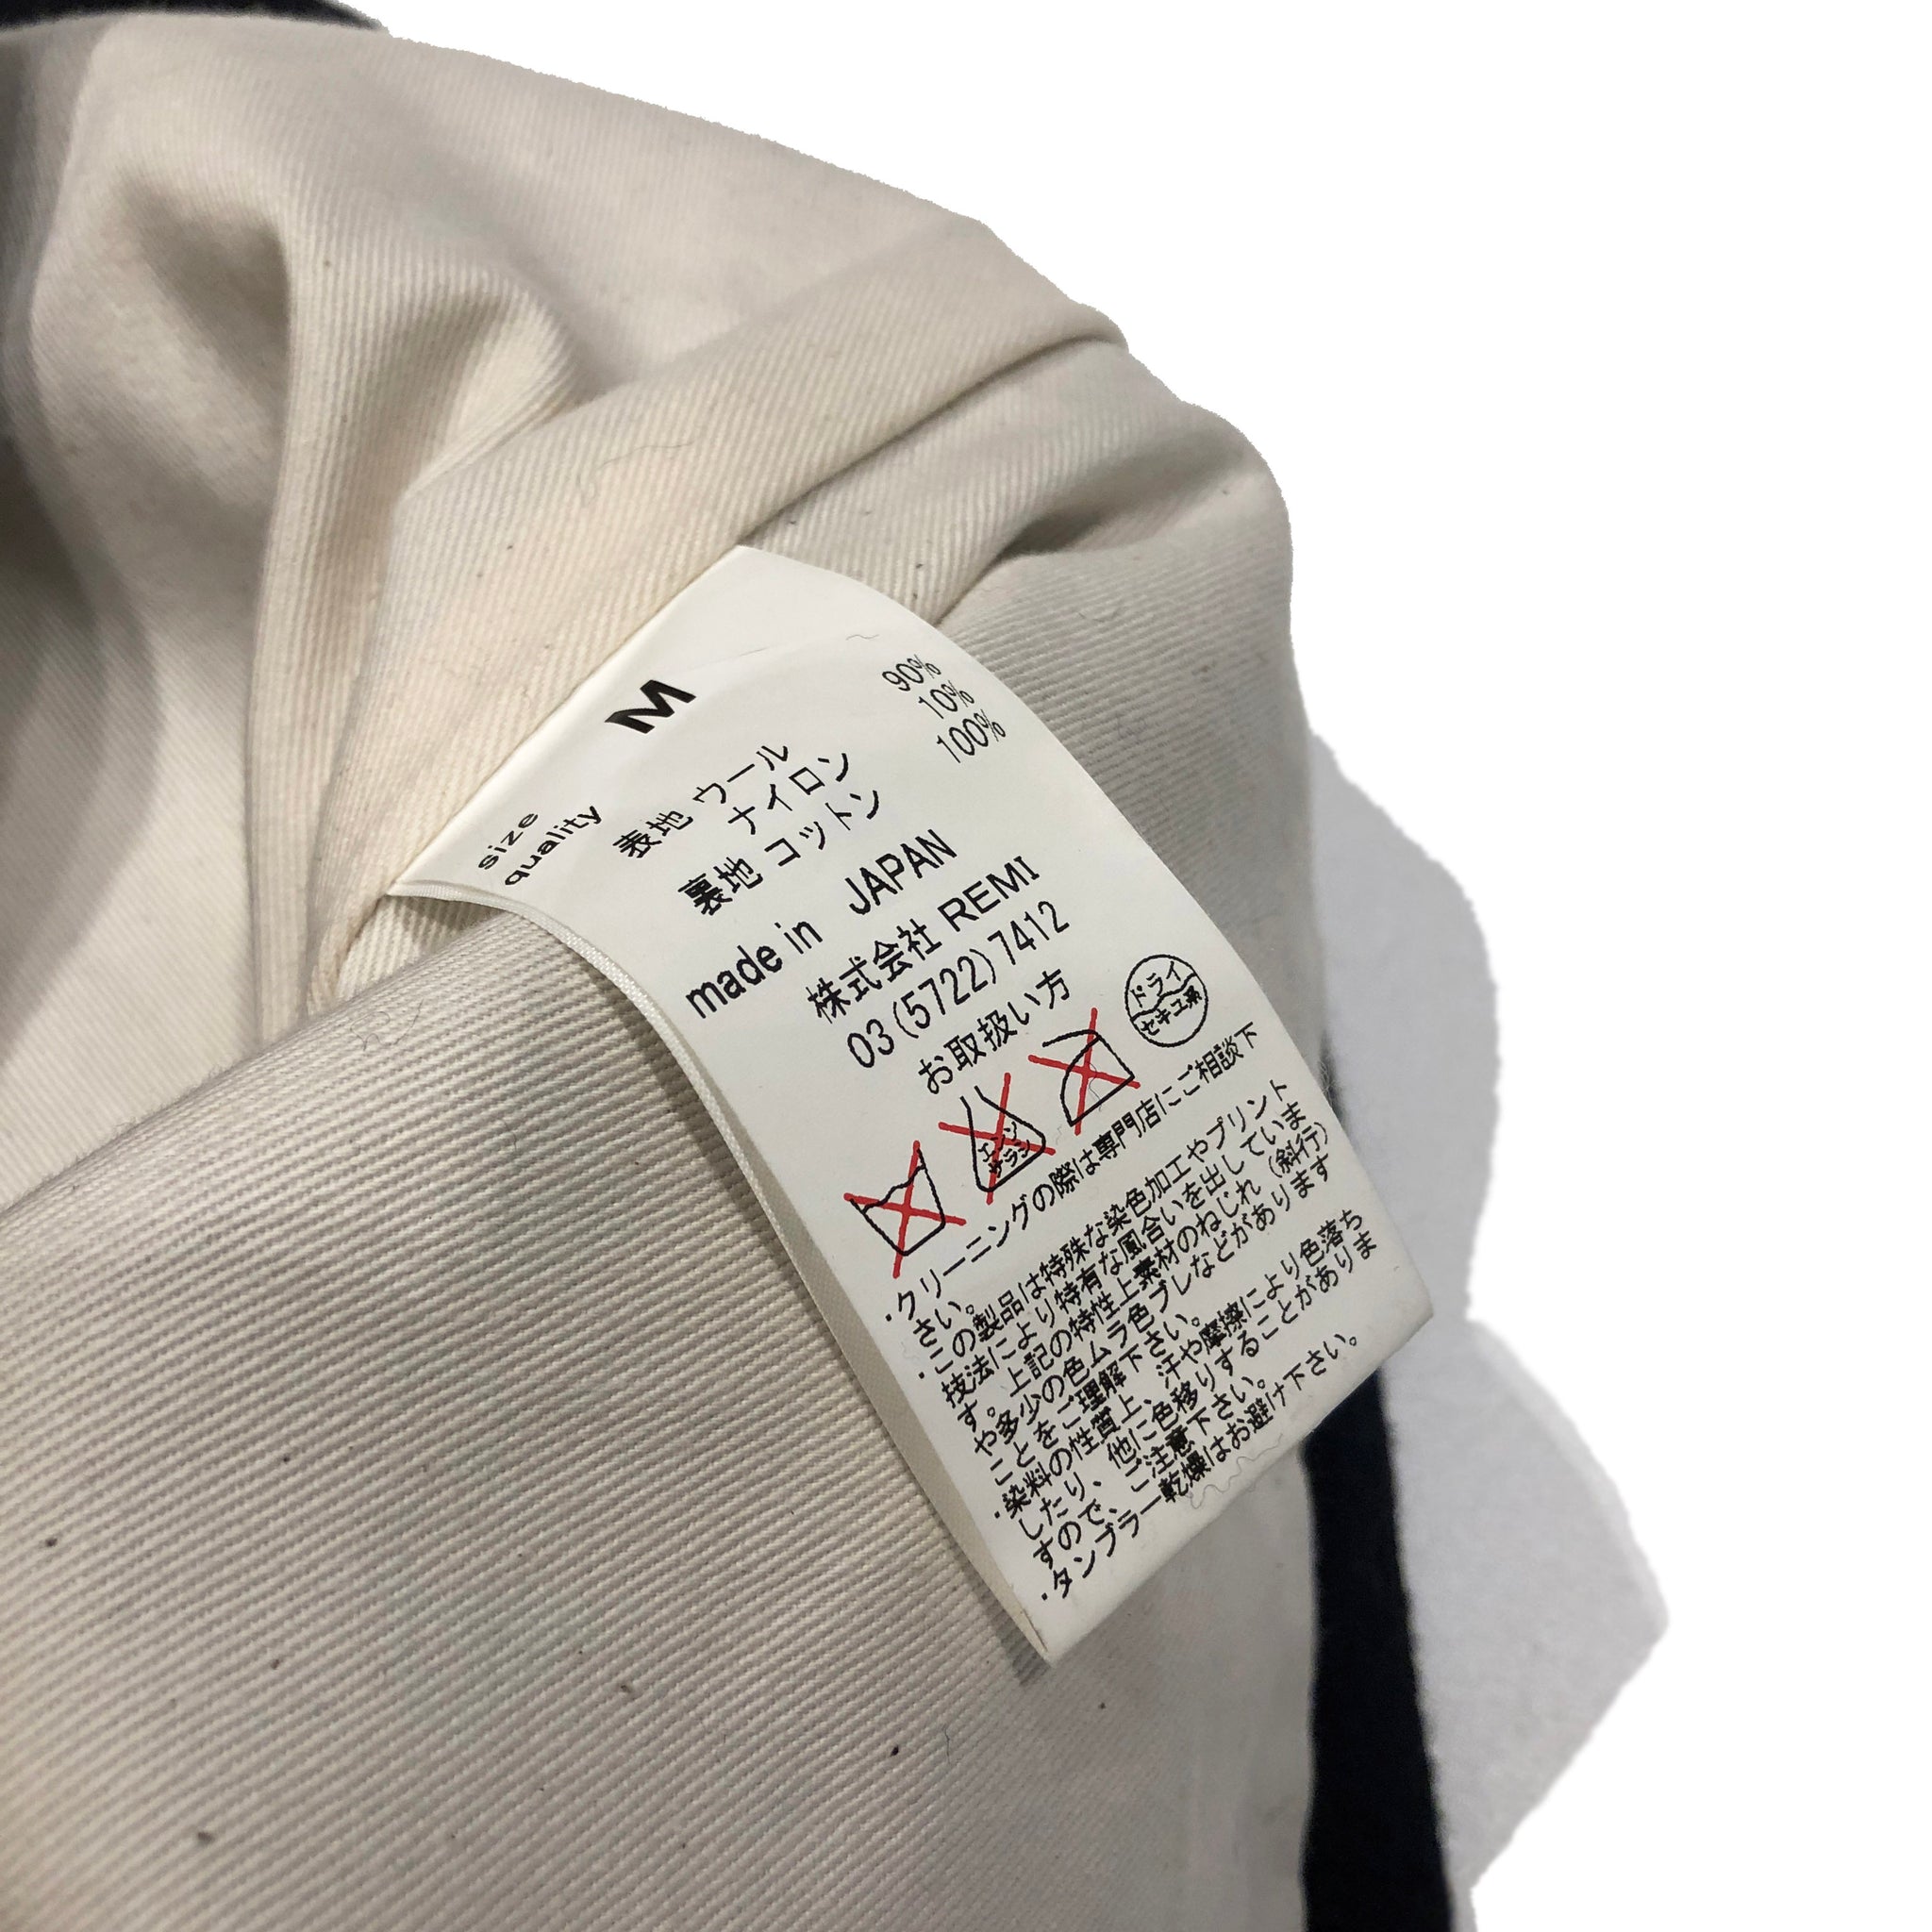 size M
quality
表地 ウール 90%
ナイロン 10%
裏地 コットン 100%
made in JAPAN
株式会社 REMI
03 (5722) 7412
お取扱い方
エンソ
サラシ
ドライ
セキユ系
・クリーニングの際は専門店にご相談下
さい。
・この製品は特殊な染色加工やプリント
技法により特有な風合いを出していま
す。上記の特性上素材のねじれ（斜行）
や多少の色ムラ色ブレなどがあります
ことをご理解下さい。
・染料の性質上、汗や摩擦により色落ち
したり、他に色移りすることがありま
すので、ご注意下さい。
・タンブラー乾燥はお避け下さい。